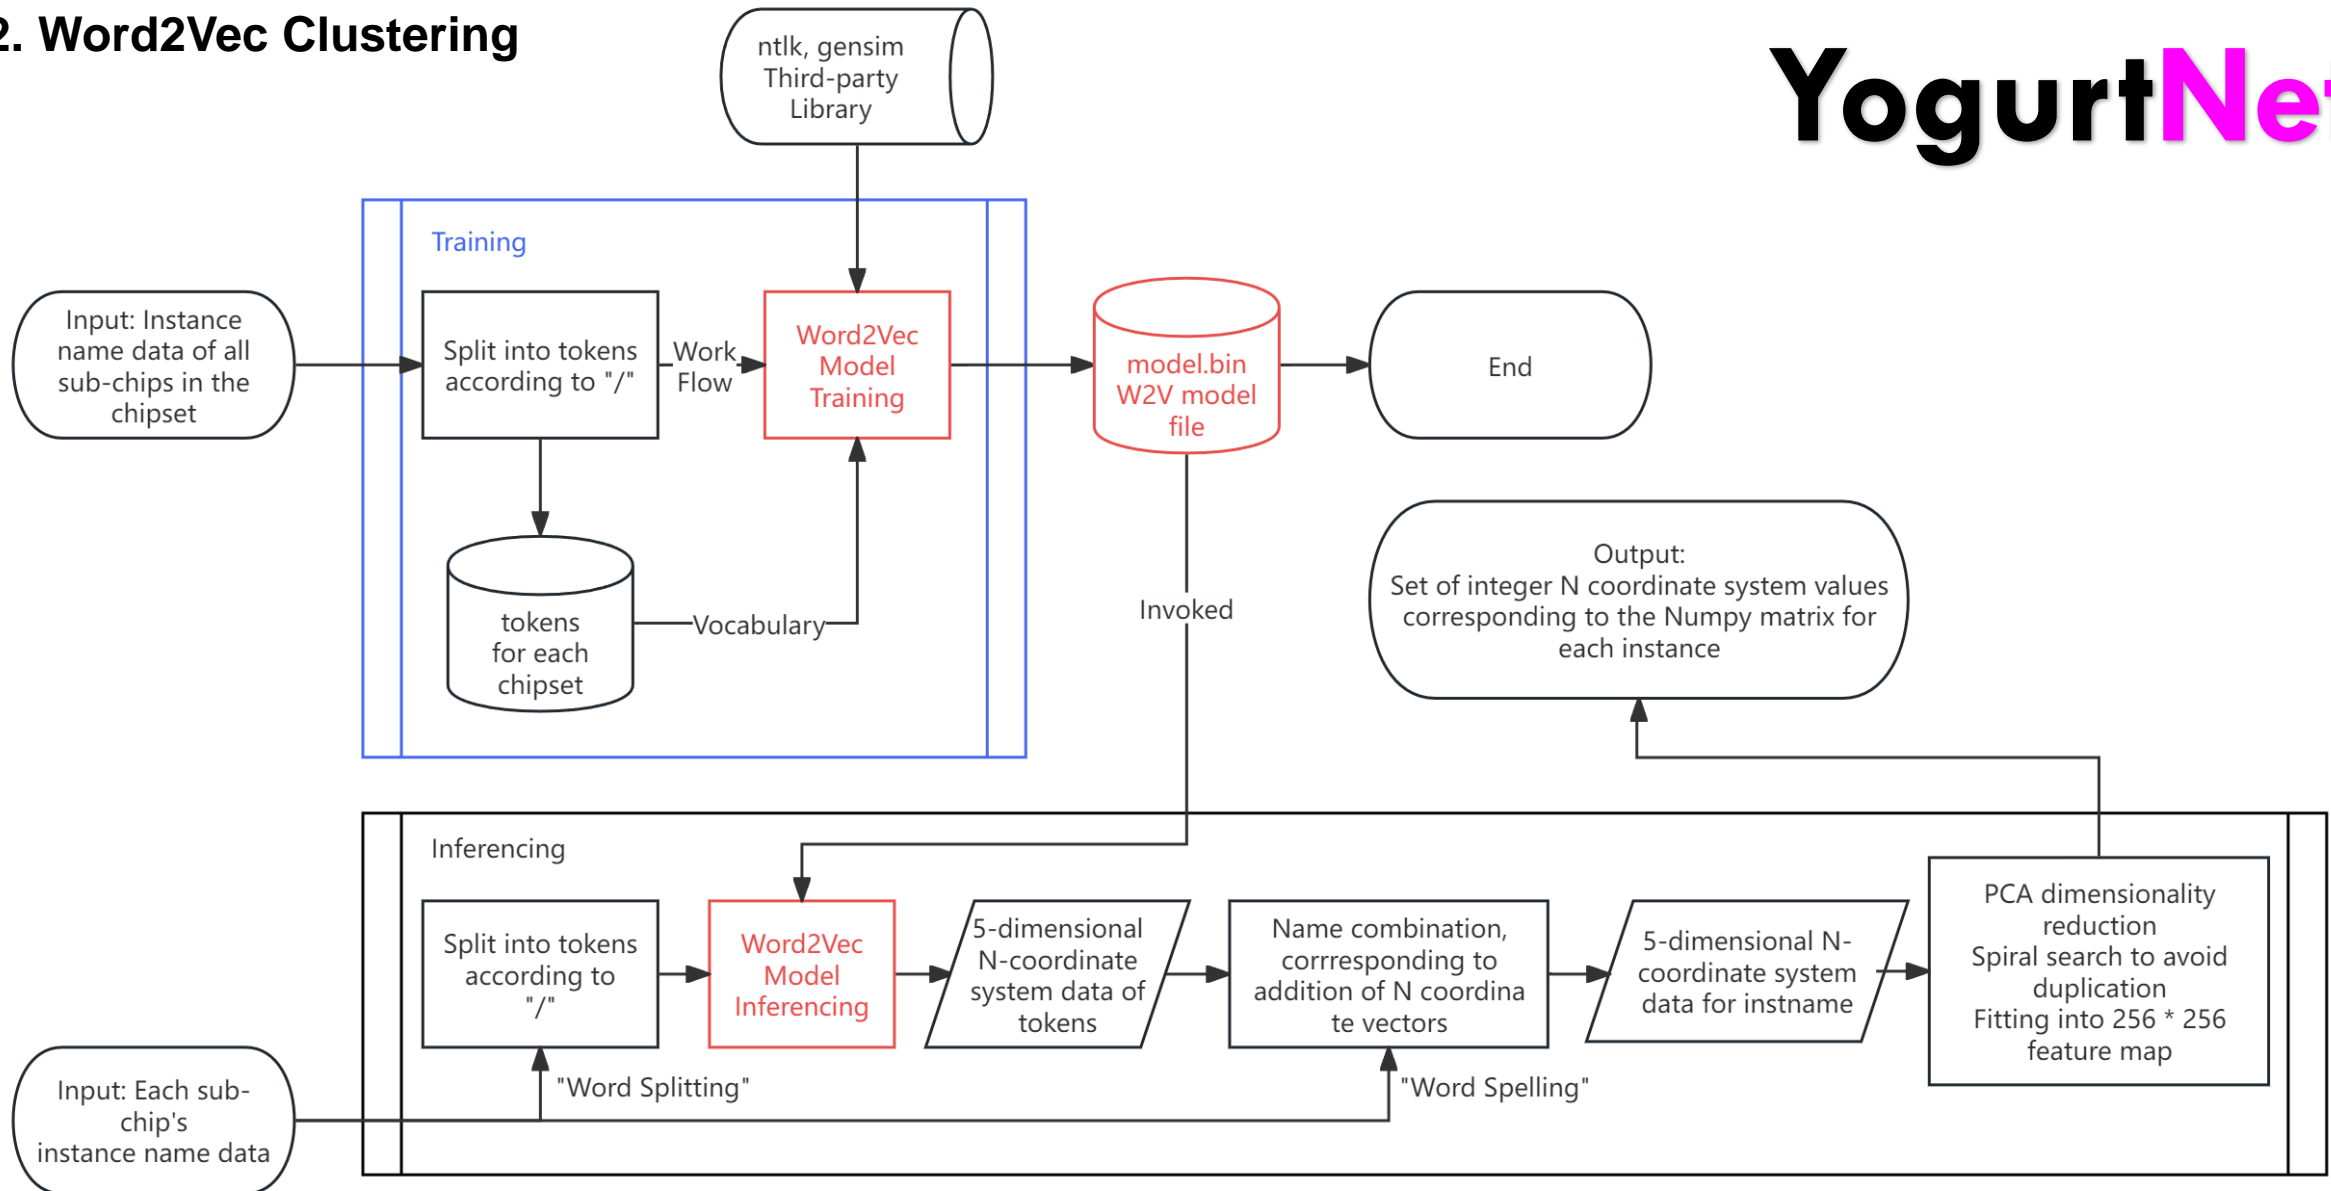 2. Word2Vec Clustering
YogurtNet
ntlk, gensim
Third-party
Library
Training
Input: Instance
name data of all
sub-chips in the
chipset
Split into tokens
according to "/"
Work
Flow
Word2Vec
Model
Training
model.bin
W2V model
file
End
tokens
for each
chipset
Vocabulary
Invoked
Output:
Set of integer N coordinate system values
corresponding to the Numpy matrix for
each instance
Inferencing
Split into tokens
according to
"/"
Word2Vec
Model
Inferencing
5-dimensional
N-coordinate
system data of
tokens
Name combination,
corrresponding to
addition of N coordina
te vectors
5-dimensional N-
coordinate system
data for instname
PCA dimensionality
reduction
Spiral search to avoid
duplication
Fitting into 256 * 256
feature map
Input: Each sub-
chip's
instance name data
"Word Splitting"
"Word Spelling"